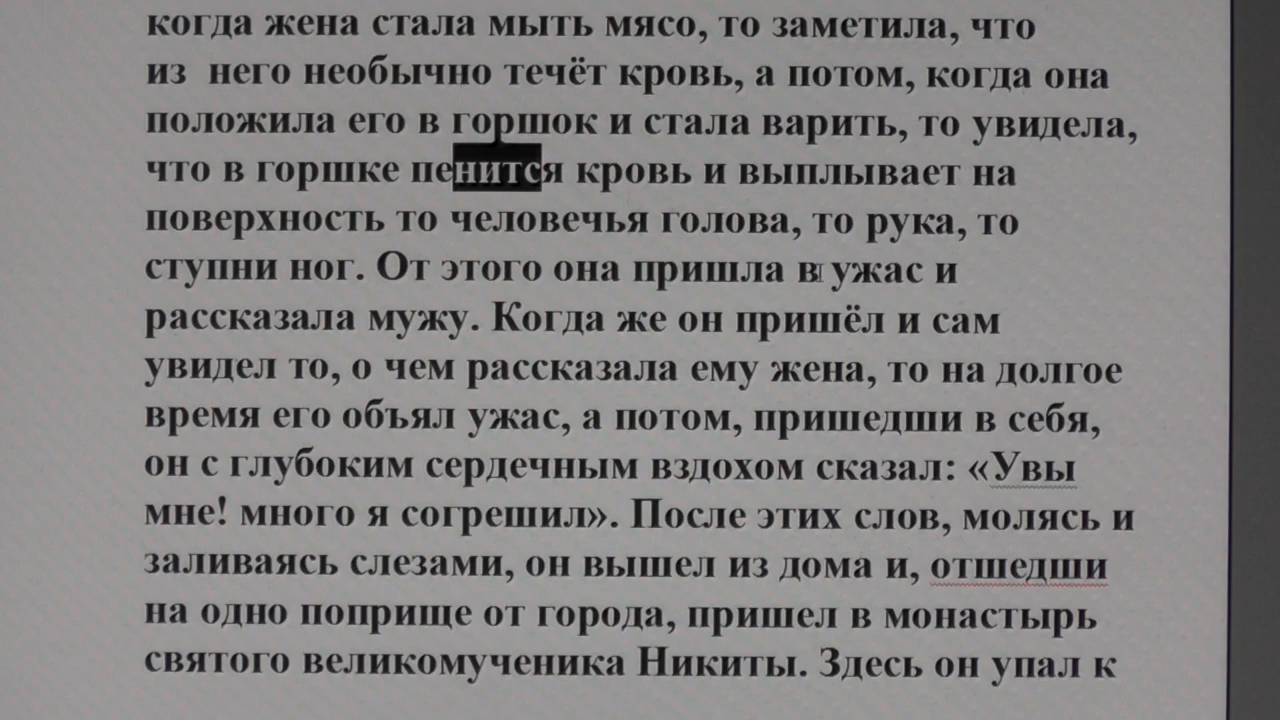 когда жена стала мыть мясо, то заметила, что
из него необычно течёт кровь, а потом, когда она
положила его в горшок и стала варить, то увидела,
что в горшке пенится кровь и выплывает на
поверхность то человечья голова, то рука, то
ступни ног. От этого она пришла в ужас и
рассказала мужу. Когда же он пришёл и сам
увидел то, о чем рассказала ему жена, то на долгое
время его объял ужас, а потом, пришедши в себя,
он с глубоким сердечным вздохом сказал: «Увы
мне! много я согрешил». После этих слов, молясь и
заливаясь слезами, он вышел из дома и, отшедши
на одно поприще от города, пришел в монастырь
святого великомученика Никиты. Здесь он упал к